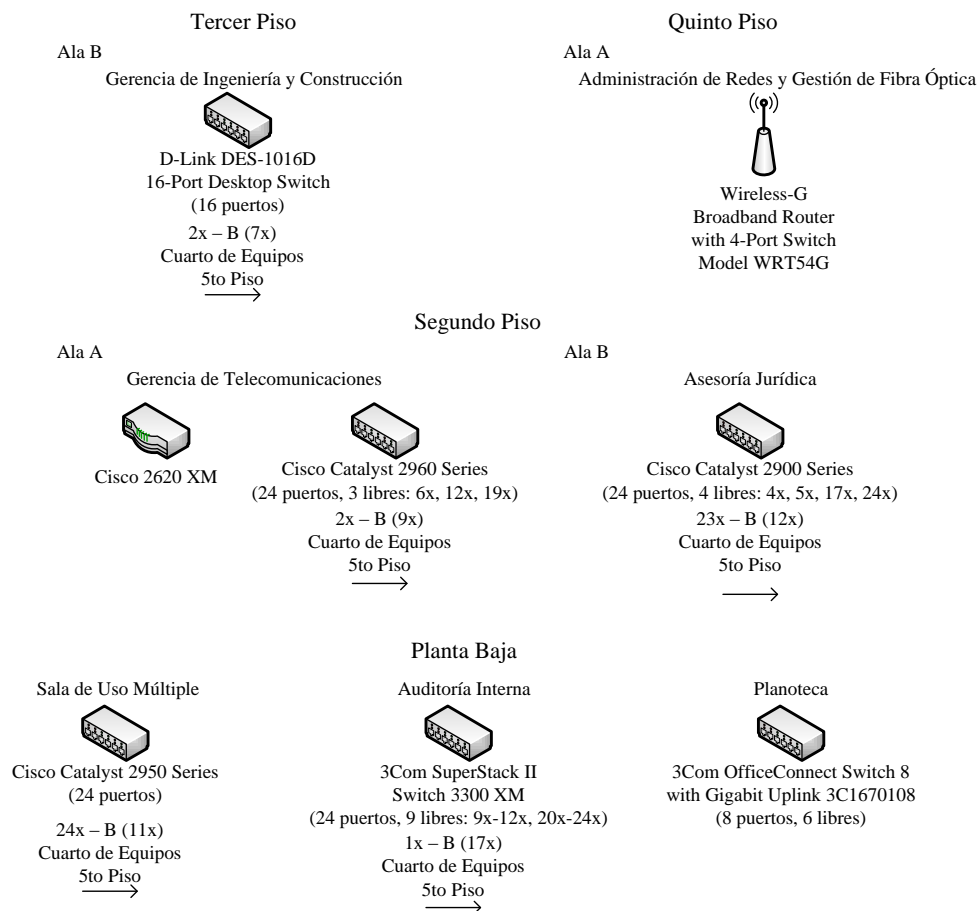 Tercer Piso
Ala B
Gerencia de Ingeniería y Construcción
D-Link DES-1016D
16-Port Desktop Switch
(16 puertos)
2x – B (7x)
Cuarto de Equipos
5to Piso
Quinto Piso
Ala A
Administración de Redes y Gestión de Fibra Óptica
Wireless-G
Broadband Router
with 4-Port Switch
Model WRT54G
Segundo Piso
Ala A
Gerencia de Telecomunicaciones
Cisco 2620 XM
Cisco Catalyst 2960 Series
(24 puertos, 3 libres: 6x, 12x, 19x)
2x – B (9x)
Cuarto de Equipos
5to Piso
Ala B
Asesoría Jurídica
Cisco Catalyst 2900 Series
(24 puertos, 4 libres: 4x, 5x, 17x, 24x)
23x – B (12x)
Cuarto de Equipos
5to Piso
Planta Baja
Sala de Uso Múltiple
Cisco Catalyst 2950 Series
(24 puertos)
24x – B (11x)
Cuarto de Equipos
5to Piso
Auditoría Interna
3Com SuperStack II
Switch 3300 XM
(24 puertos, 9 libres: 9x-12x, 20x-24x)
1x – B (17x)
Cuarto de Equipos
5to Piso
Planoteca
3Com OfficeConnect Switch 8
with Gigabit Uplink 3C1670108
(8 puertos, 6 libres)